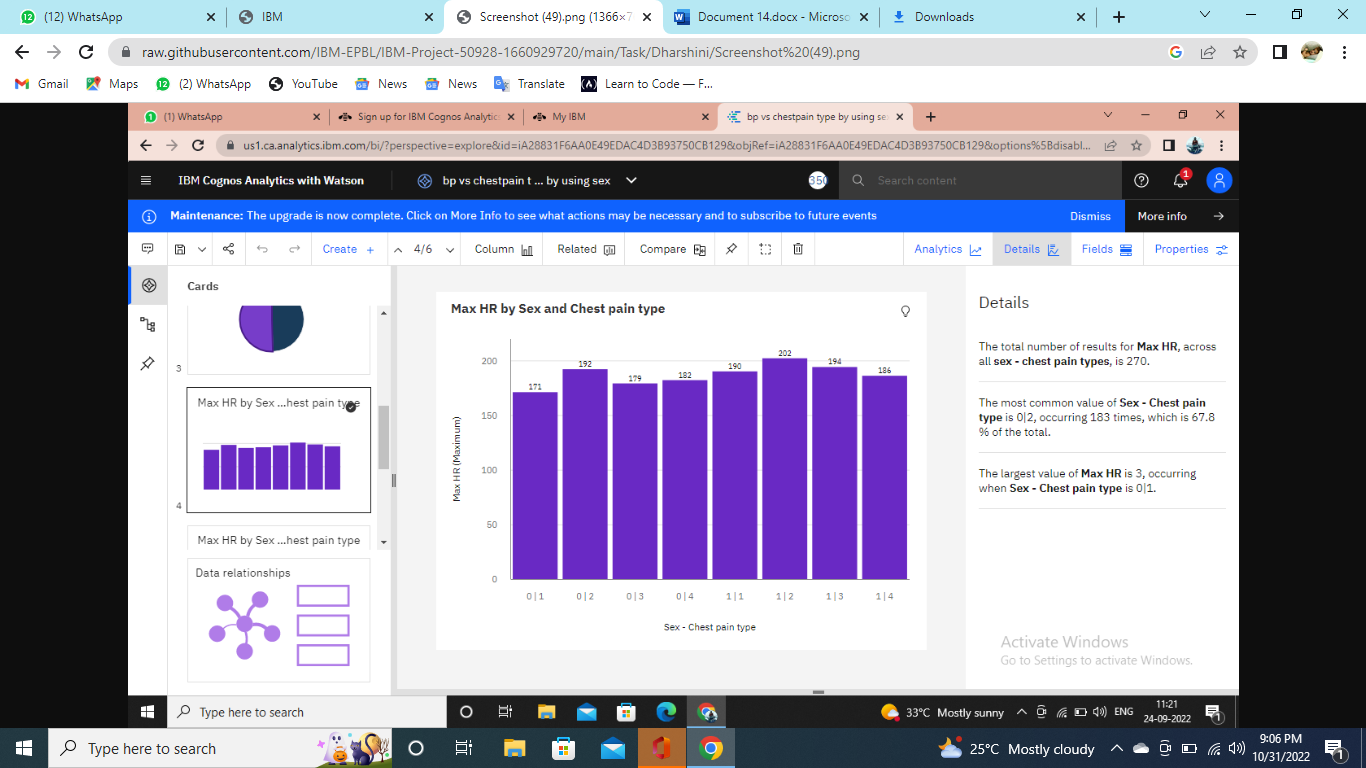 (12) WhatsApp
IBM
Screenshot (49).png (1366×7
Document 14.docx - Microso
Downloads
raw.githubusercontent.com/IBM-EPBL/IBM-Project-50928-1660929720/main/Task/Dharshini/Screenshot%20(49).png
Gmail
Maps
(2) WhatsApp
YouTube
News
News
Translate
Learn to Code — F...
(1) WhatsApp
Sign up for IBM Cognos Analytic
My IBM
bp vs chestpain type by using se
us1.ca.analytics.ibm.com/bi/?perspective=explore&id=iA28831F6AA0E49EDAC4D3B93750CB129&objRef=iA28831F6AA0E49EDAC4D3B93750CB129&options%5Bdisabl...
IBM Cognos Analytics with Watson
bp vs chestpain t ... by using sex
350
Search content
1
Maintenance: The upgrade is now complete. Click on More Info to see what actions may be necessary and to subscribe to future events
Dismiss
More info
Create +
4/6
Column
Related
Compare
Analytics
Details
Fields
Properties
Cards
3
Max HR by Sex ...hest pain type
4
Max HR by Sex ...hest pain type
Data relationships
Max HR by Sex and Chest pain type
Max HR (Maximum)
200
150
100
50
0
171
192
179
182
190
202
194
186
0|1
0|2
0|3
0|4
1|1
1|2
1|3
1|4
Sex - Chest pain type
Details
The total number of results for Max HR, across
all sex - chest pain types, is 270.
The most common value of Sex - Chest pain
type is 0|2, occurring 183 times, which is 67.8
% of the total.
The largest value of Max HR is 3, occurring
when Sex - Chest pain type is 0|1.
Activate Windows
Go to Settings to activate Windows.
Type here to search
33°C Mostly sunny
ENG
11:21
24-09-2022
1
Type here to search
25°C Mostly cloudy
9:06 PM
10/31/2022
1